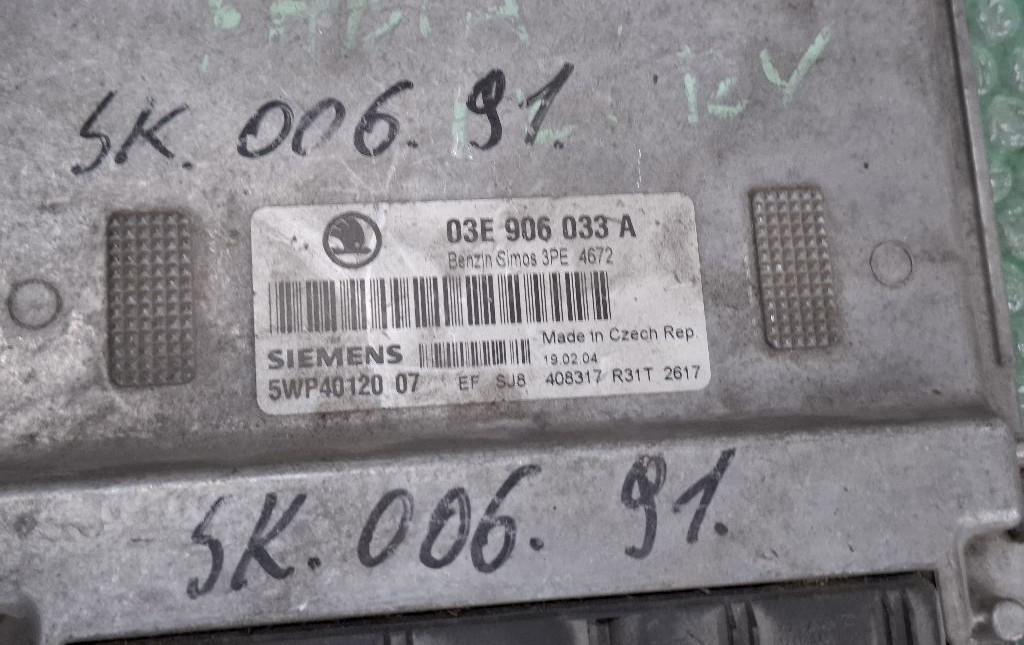 12V
SK. 006. 91.
03E 906 033 A
Benzin Simos 3PE 4672
Made in Czech Rep.
SIEMENS
19.02.04
5WP40120 07 EF SJ8 408317 R31T 2617
SK. 006. 91.